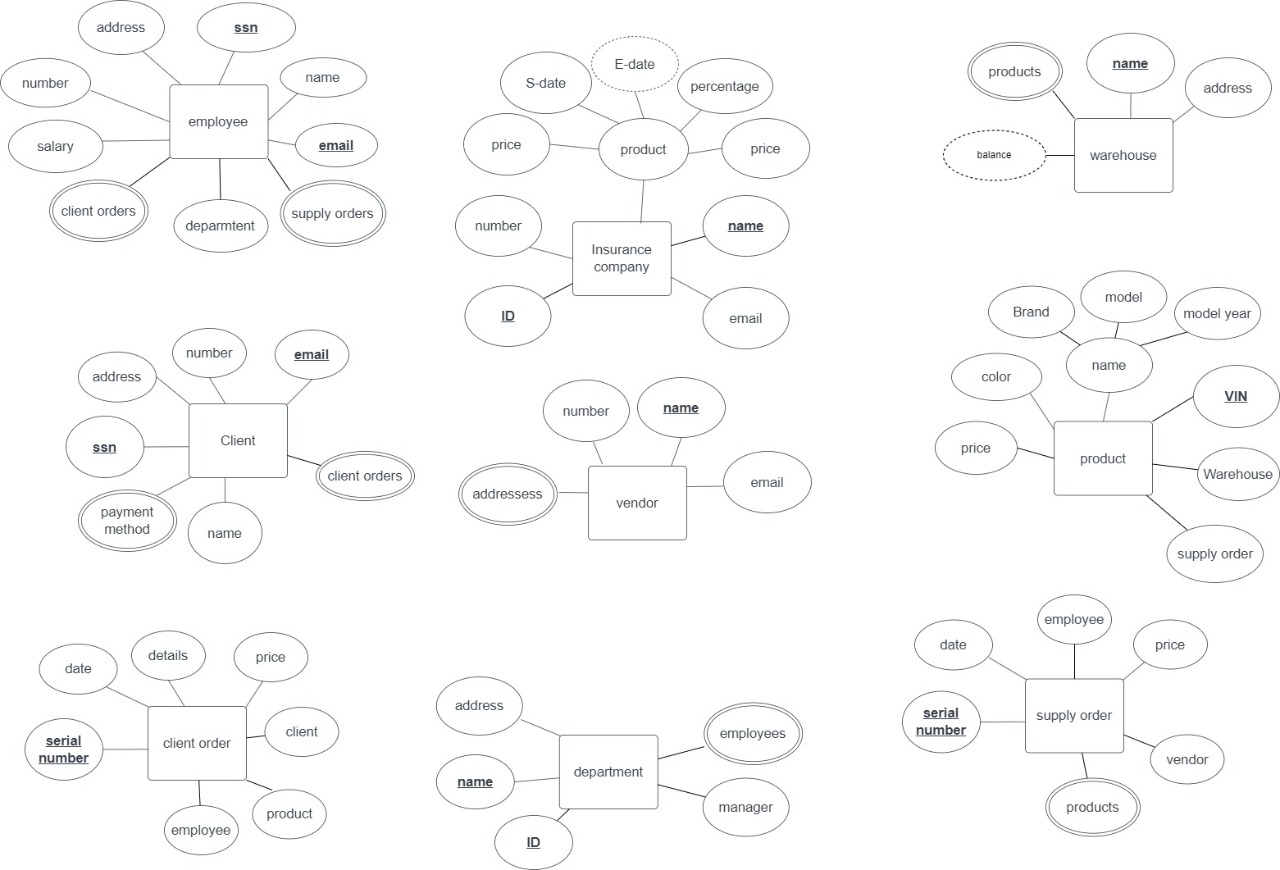 address
ssn
number
name
employee
salary
email
client orders
deparmtent
supply orders
E-date
S-date
percentage
price
product
price
number
name
Insurance
company
ID
email
products
name
address
balance
warehouse
Brand
model
model year
name
color
VIN
price
product
Warehouse
supply order
number
email
address
ssn
Client
client orders
payment
method
name
number
name
addressess
vendor
email
date
details
price
serial
number
client order
client
employee
product
address
employees
name
department
manager
ID
employee
date
price
serial
number
supply order
vendor
products